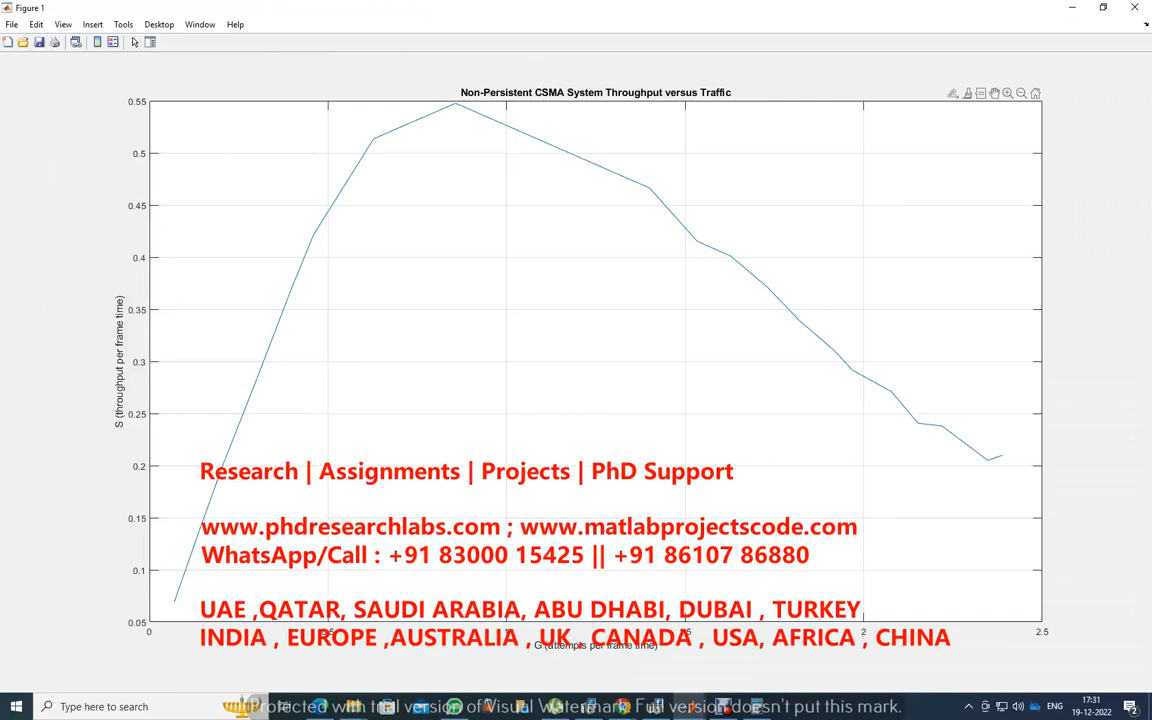 Figure 1
File Edit View Insert Tools Desktop Window Help
Non-Persistent CSMA System Throughput versus Traffic
0.55
0.5
0.45
0.4
0.35
0.3
0.25
0.2
0.15
0.1
0.05
S (throughput per frame time)
Research | Assignments | Projects | PhD Support
www.phdresearchlabs.com ; www.matlabprojectscode.com
WhatsApp/Call : +91 83000 15425 || +91 86107 86880
UAE ,QATAR, SAUDI ARABIA, ABU DHABI, DUBAI , TURKEY
0 2 2.5
INDIA , EUROPE ,AUSTRALIA , UK , CANADA , USA, AFRICA , CHINA
G (attempts per frame time)
Type here to search
Protected with trial version of Visual Watermark. Full version doesn't put this mark.
ENG
17:31
19-12-2022
2